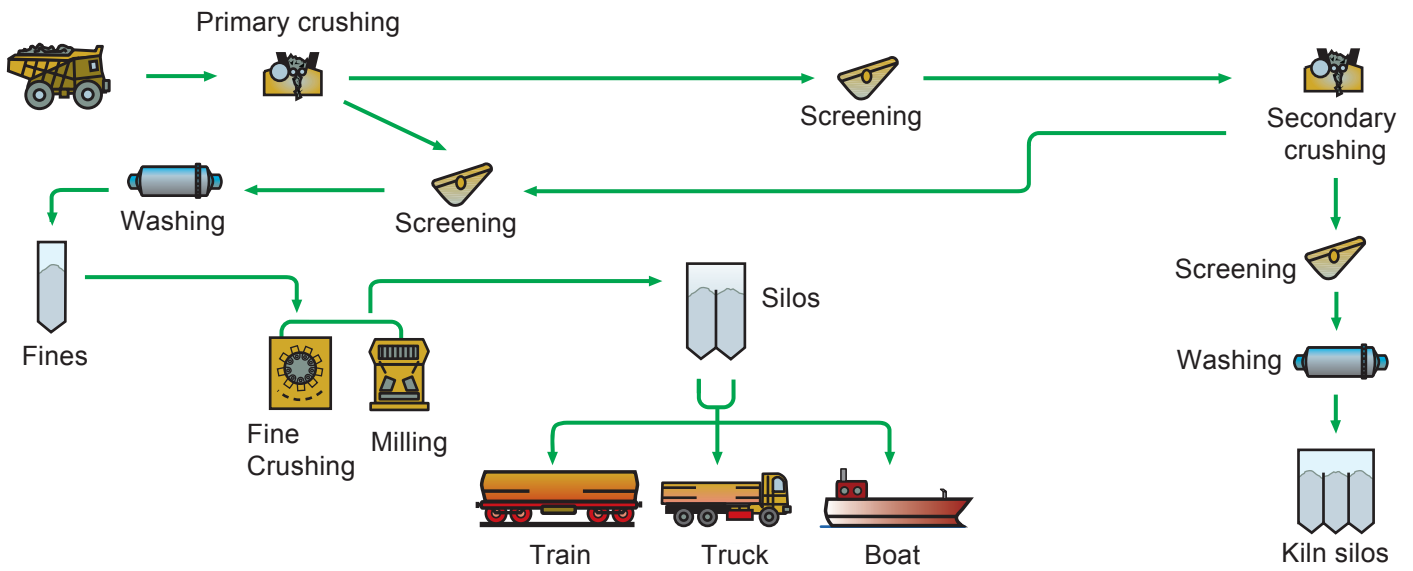 Primary crushing
Screening
Secondary
crushing
Washing
Screening
Screening
Silos
Fines
Washing
Fine
Crushing
Milling
Train
Truck
Boat
Kiln silos